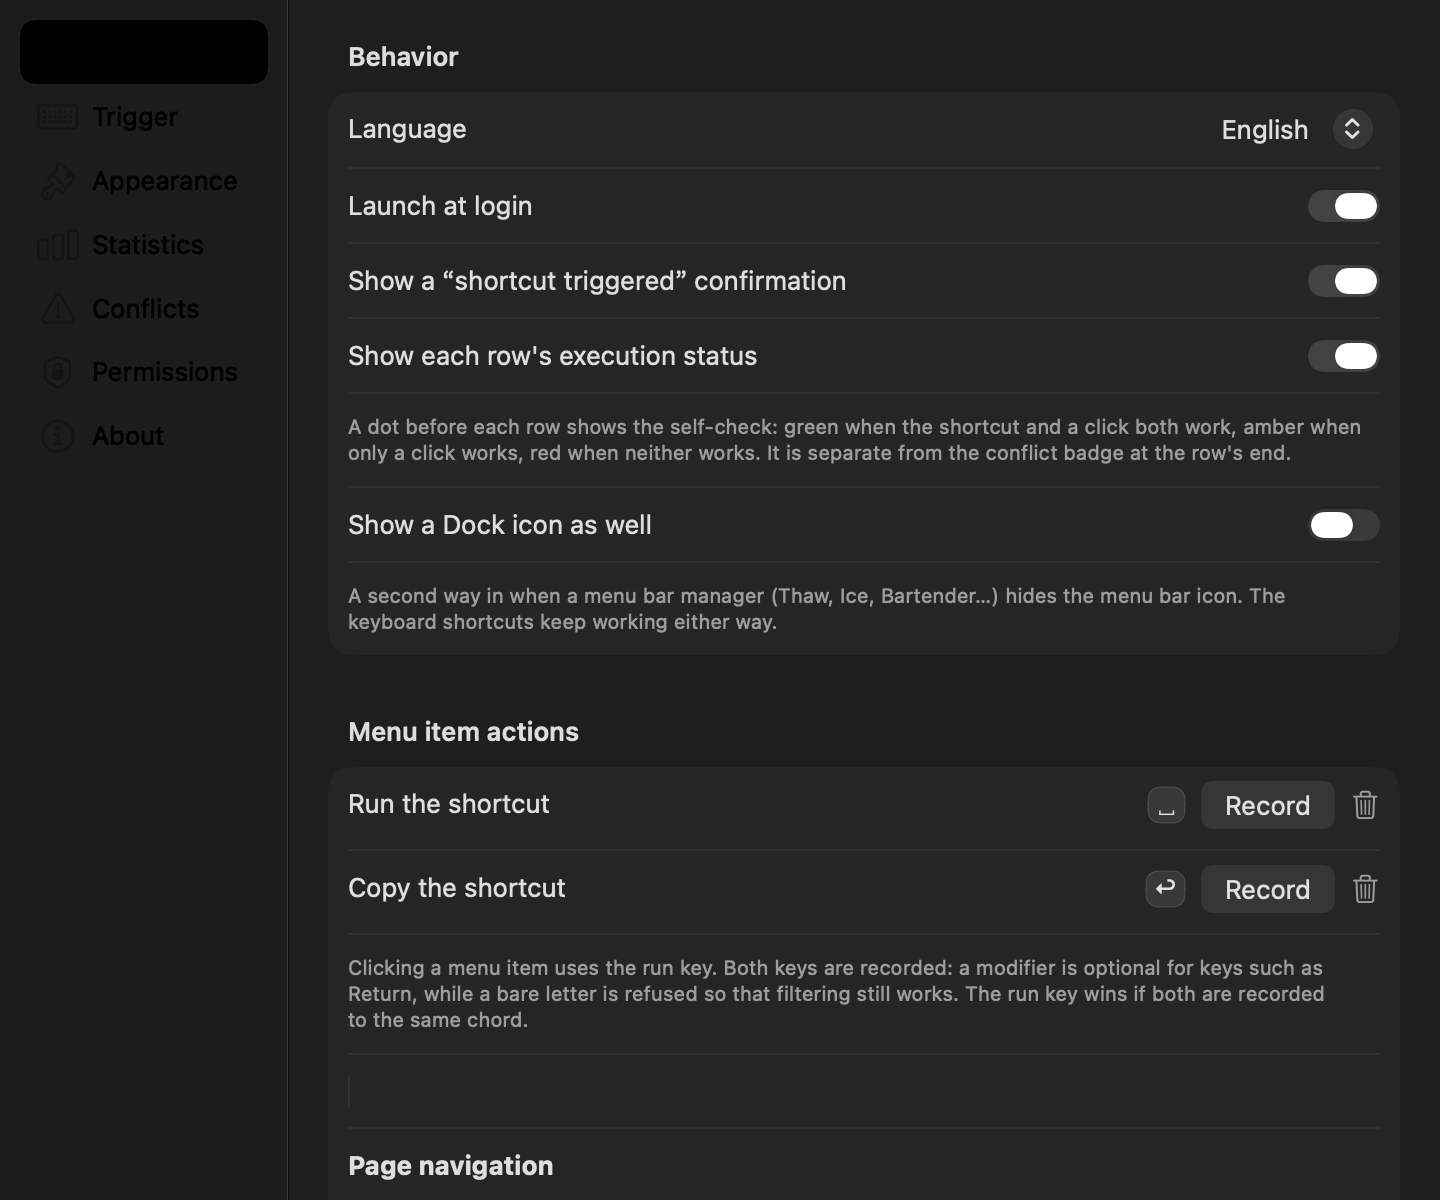 Trigger
Appearance
Statistics
Conflicts
Permissions
About
Behavior
Language
English
Launch at login
Show a “shortcut triggered” confirmation
Show each row's execution status
A dot before each row shows the self-check: green when the shortcut and a click both work, amber when
only a click works, red when neither works. It is separate from the conflict badge at the row's end.
Show a Dock icon as well
A second way in when a menu bar manager (Thaw, Ice, Bartender…) hides the menu bar icon. The
keyboard shortcuts keep working either way.
Menu item actions
Run the shortcut
Record
Copy the shortcut
Record
Clicking a menu item uses the run key. Both keys are recorded: a modifier is optional for keys such as
Return, while a bare letter is refused so that filtering still works. The run key wins if both are recorded
to the same chord.
Page navigation